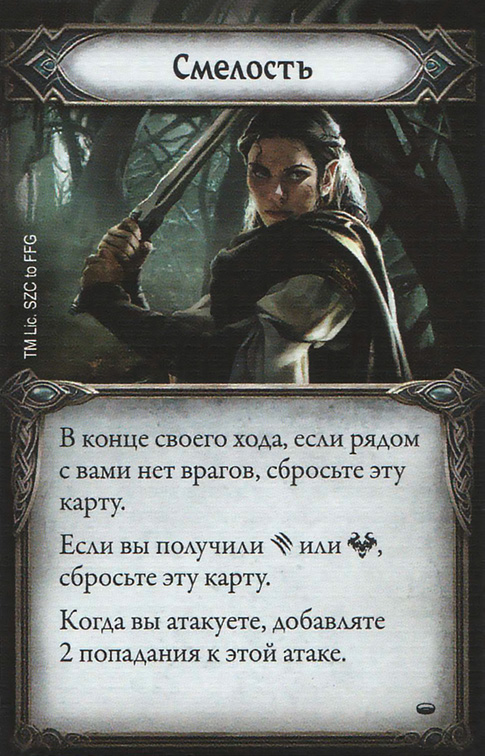 Смелость
TM Lic. SZC to FFG
В конце своего хода, если рядом
с вами нет врагов, сбросьте эту
карту.
Если вы получили или ,
сбросьте эту карту.
Когда вы атакуете, добавляте
2 попадания к этой атаке.